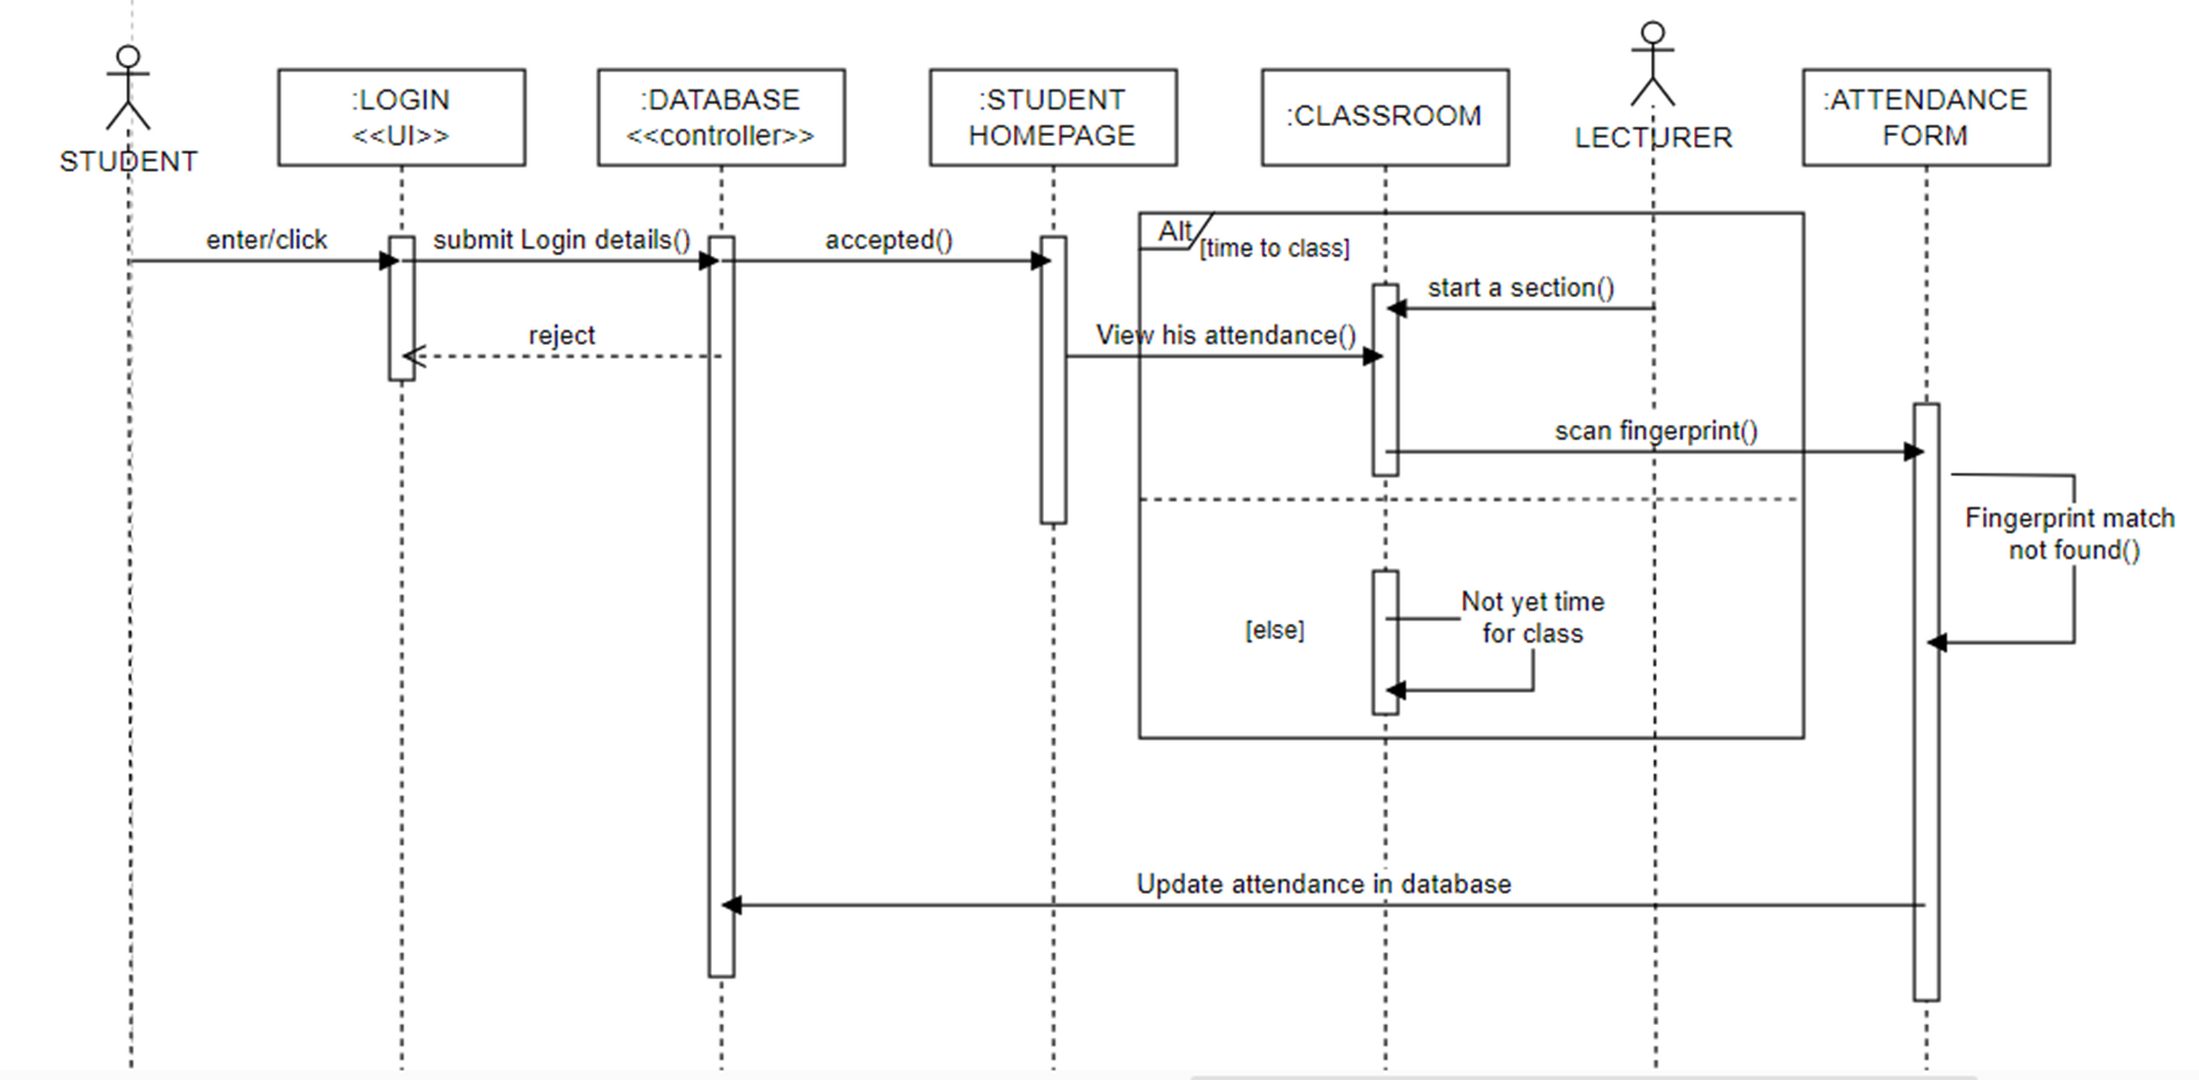 STUDENT
:LOGIN
<<UI>>
:DATABASE
<<controller>>
:STUDENT
HOMEPAGE
:CLASSROOM
LECTURER
:ATTENDANCE
FORM
enter/click
submit Login details()
accepted()
Alt
[time to class]
start a section()
reject
View his attendance()
scan fingerprint()
Fingerprint match
not found()
Not yet time
for class
[else]
Update attendance in database